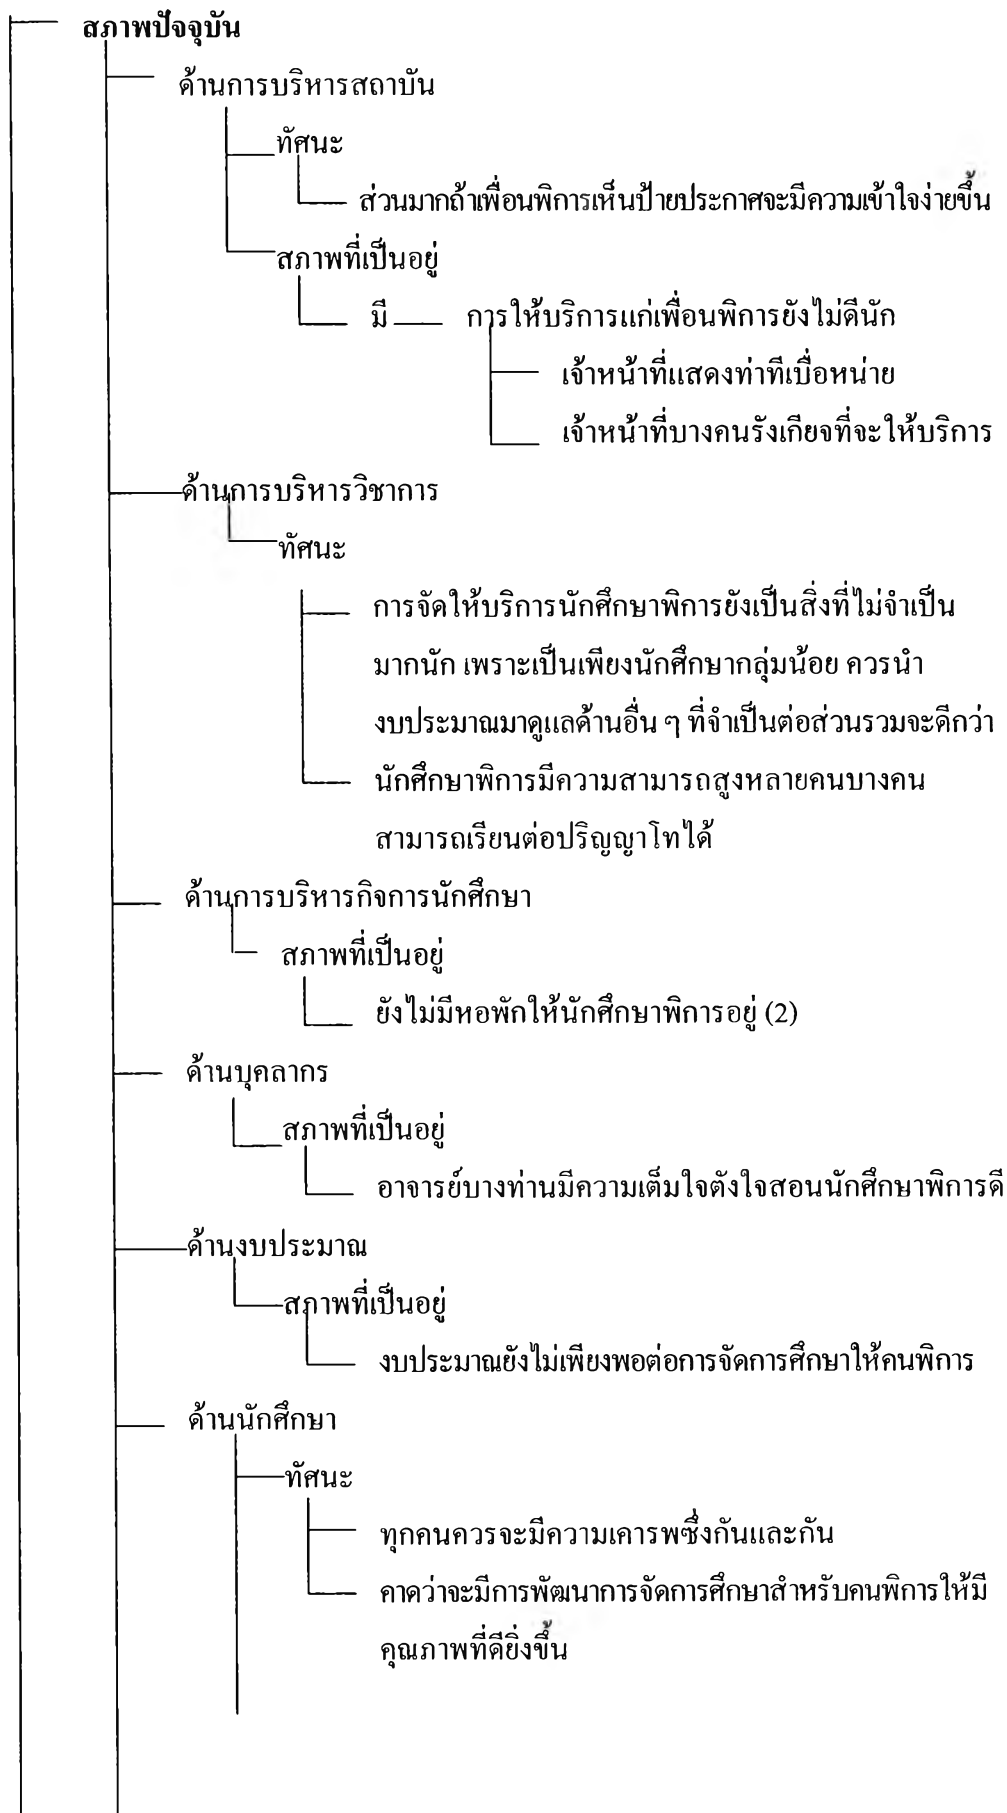 สภาพปัจจุบัน
ด้านการบริหารสถาบัน
ทัศนะ
ส่วนมากถ้าเพื่อนพิการเห็นป้ายประกาศจะมีความเข้าใจง่ายขึ้น
สภาพที่เป็นอยู่
มี การให้บริการแก่เพื่อนพิการยังไม่ดีนัก
เจ้าหน้าที่แสดงท่าทีเบื่อหน่าย
เจ้าหน้าที่บางคนรังเกียจที่จะให้บริการ
ด้านการบริหารวิชาการ
ทัศนะ
การจัดให้บริการนักศึกษาพิการยังเป็นสิ่งที่ไม่จำเป็น
มากนัก เพราะเป็นเพียงนักศึกษากลุ่มน้อย ควรนำ
งบประมาณมาดูแลด้านอื่น ๆ ที่จำเป็นต่อส่วนรวมจะดีกว่า
นักศึกษาพิการมีความสามารถสูงหลายคนบางคน
สามารถเรียนต่อปริญญาโทได้
ด้านการบริหารกิจการนักศึกษา
สภาพที่เป็นอยู่
ยังไม่มีหอพักให้นักศึกษาพิการอยู่ (2)
ด้านบุคลากร
สภาพที่เป็นอยู่
อาจารย์บางท่านมีความเต็มใจตังใจสอนนักศึกษาพิการดี
ด้านงบประมาณ
สภาพที่เป็นอยู่
งบประมาณยังไม่เพียงพอต่อการจัดการศึกษาให้คนพิการ
ด้านนักศึกษา
ทัศนะ
ทุกคนควรจะมีความเคารพซึ่งกันและกัน
คาดว่าจะมีการพัฒนาการจัดการศึกษาสำหรับคนพิการให้มี
คุณภาพที่ดียิ่งขึ้น